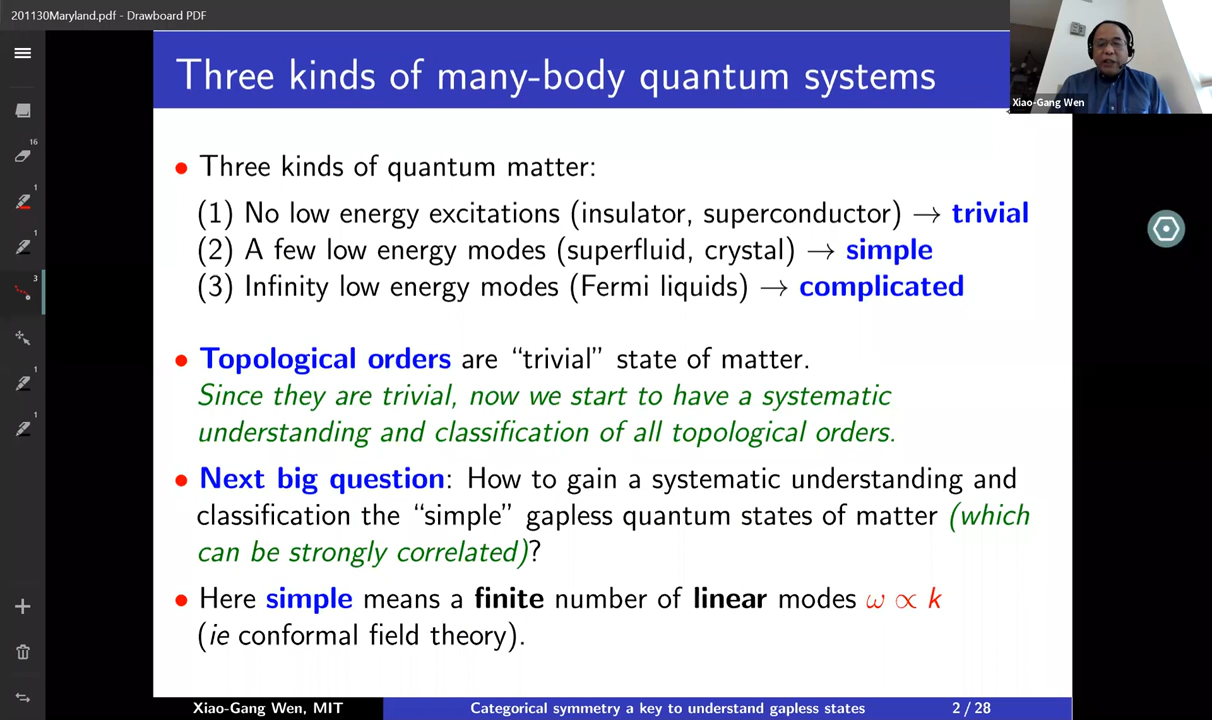 201130Maryland.pdf - Drawboard PDF
Three kinds of many-body quantum systems
Xiao-Gang Wen
• Three kinds of quantum matter:
(1) No low energy excitations (insulator, superconductor) → trivial
(2) A few low energy modes (superfluid, crystal) → simple
(3) Infinity low energy modes (Fermi liquids) → complicated
• Topological orders are “trivial” state of matter.
Since they are trivial, now we start to have a systematic
understanding and classification of all topological orders.
• Next big question: How to gain a systematic understanding and
classification the “simple” gapless quantum states of matter (which
can be strongly correlated)?
• Here simple means a finite number of linear modes ω ∝ k
(ie conformal field theory).
Xiao-Gang Wen, MIT
Categorical symmetry a key to understand gapless states
2 / 28
16
1
1
3
1
1